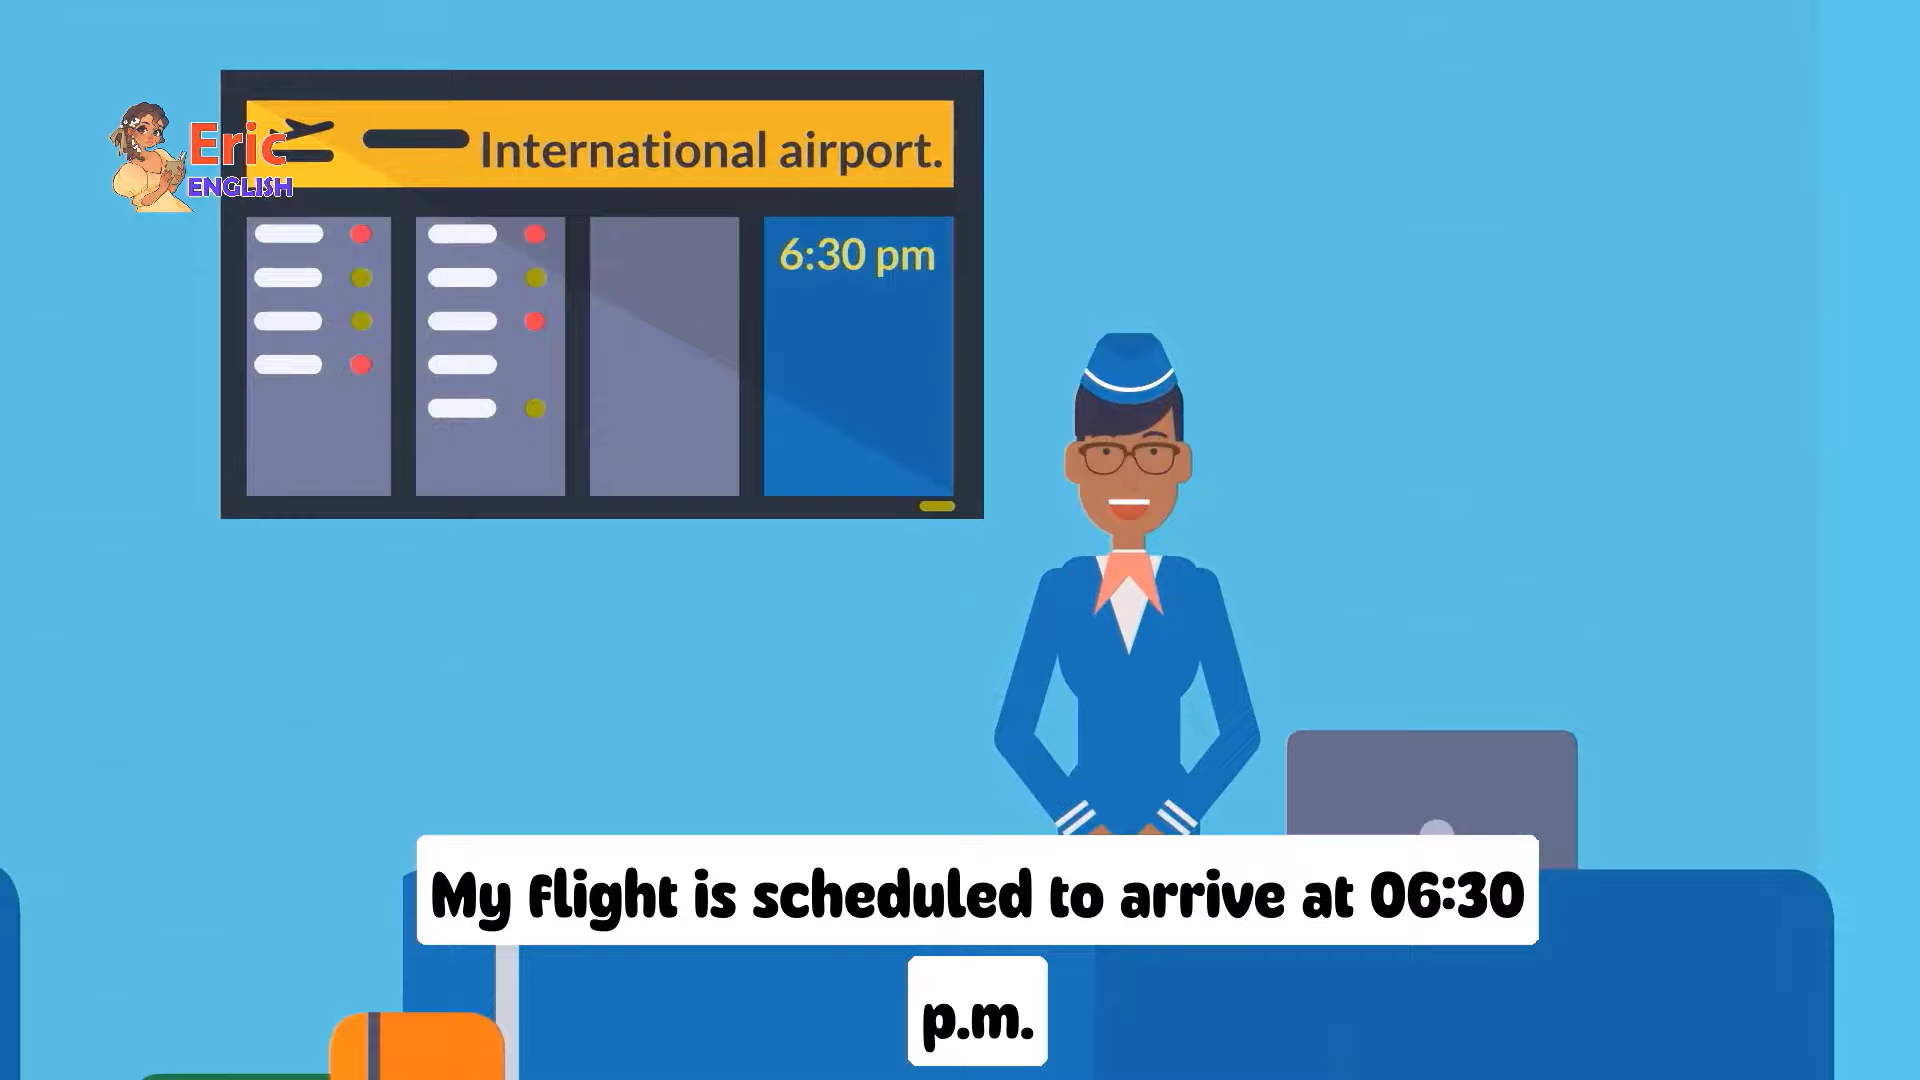 Eric
ENGLISH
International airport.
6:30 pm
My flight is scheduled to arrive at 06:30
p.m.